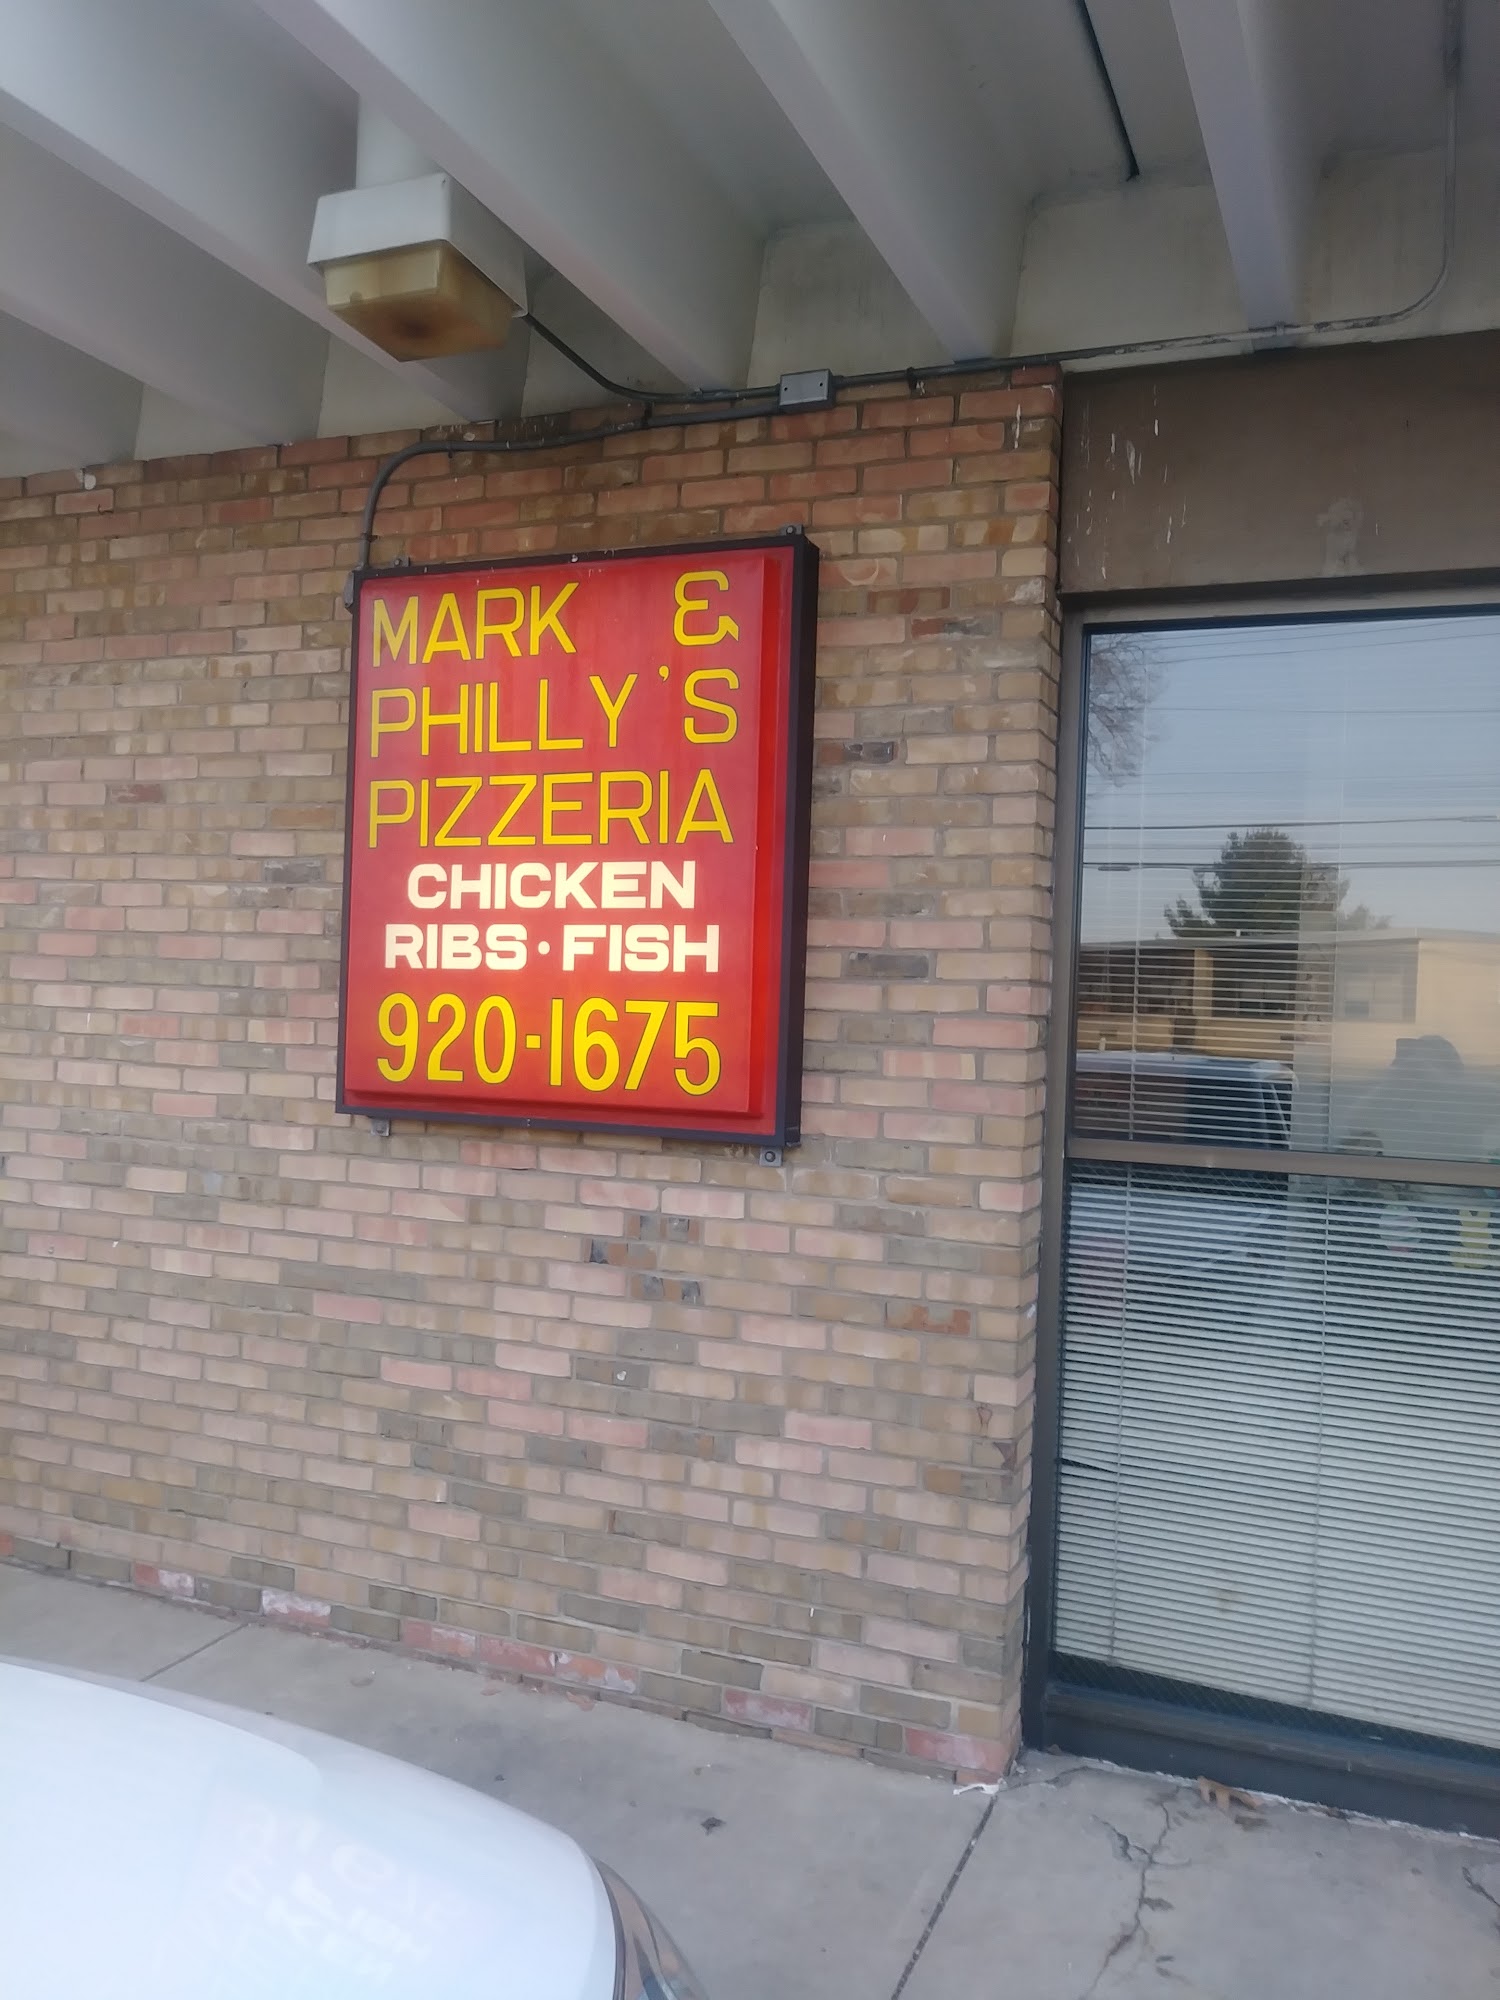 MARK &
PHILLY'S
PIZZERIA
CHICKEN
RIBS·FISH
920-1675